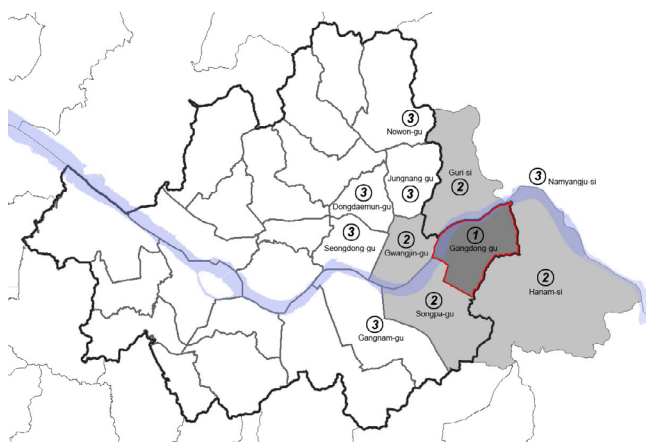 3
Nowon-gu
Jungnang gu
3
Guri si
2
3
Namyangju si
3
Dongdaemun-gu
3
Seongdong gu
2
Gwangjin-gu
1
Gangdong gu
2
Hanam-si
2
Songpa-gu
3
Gangnam-gu